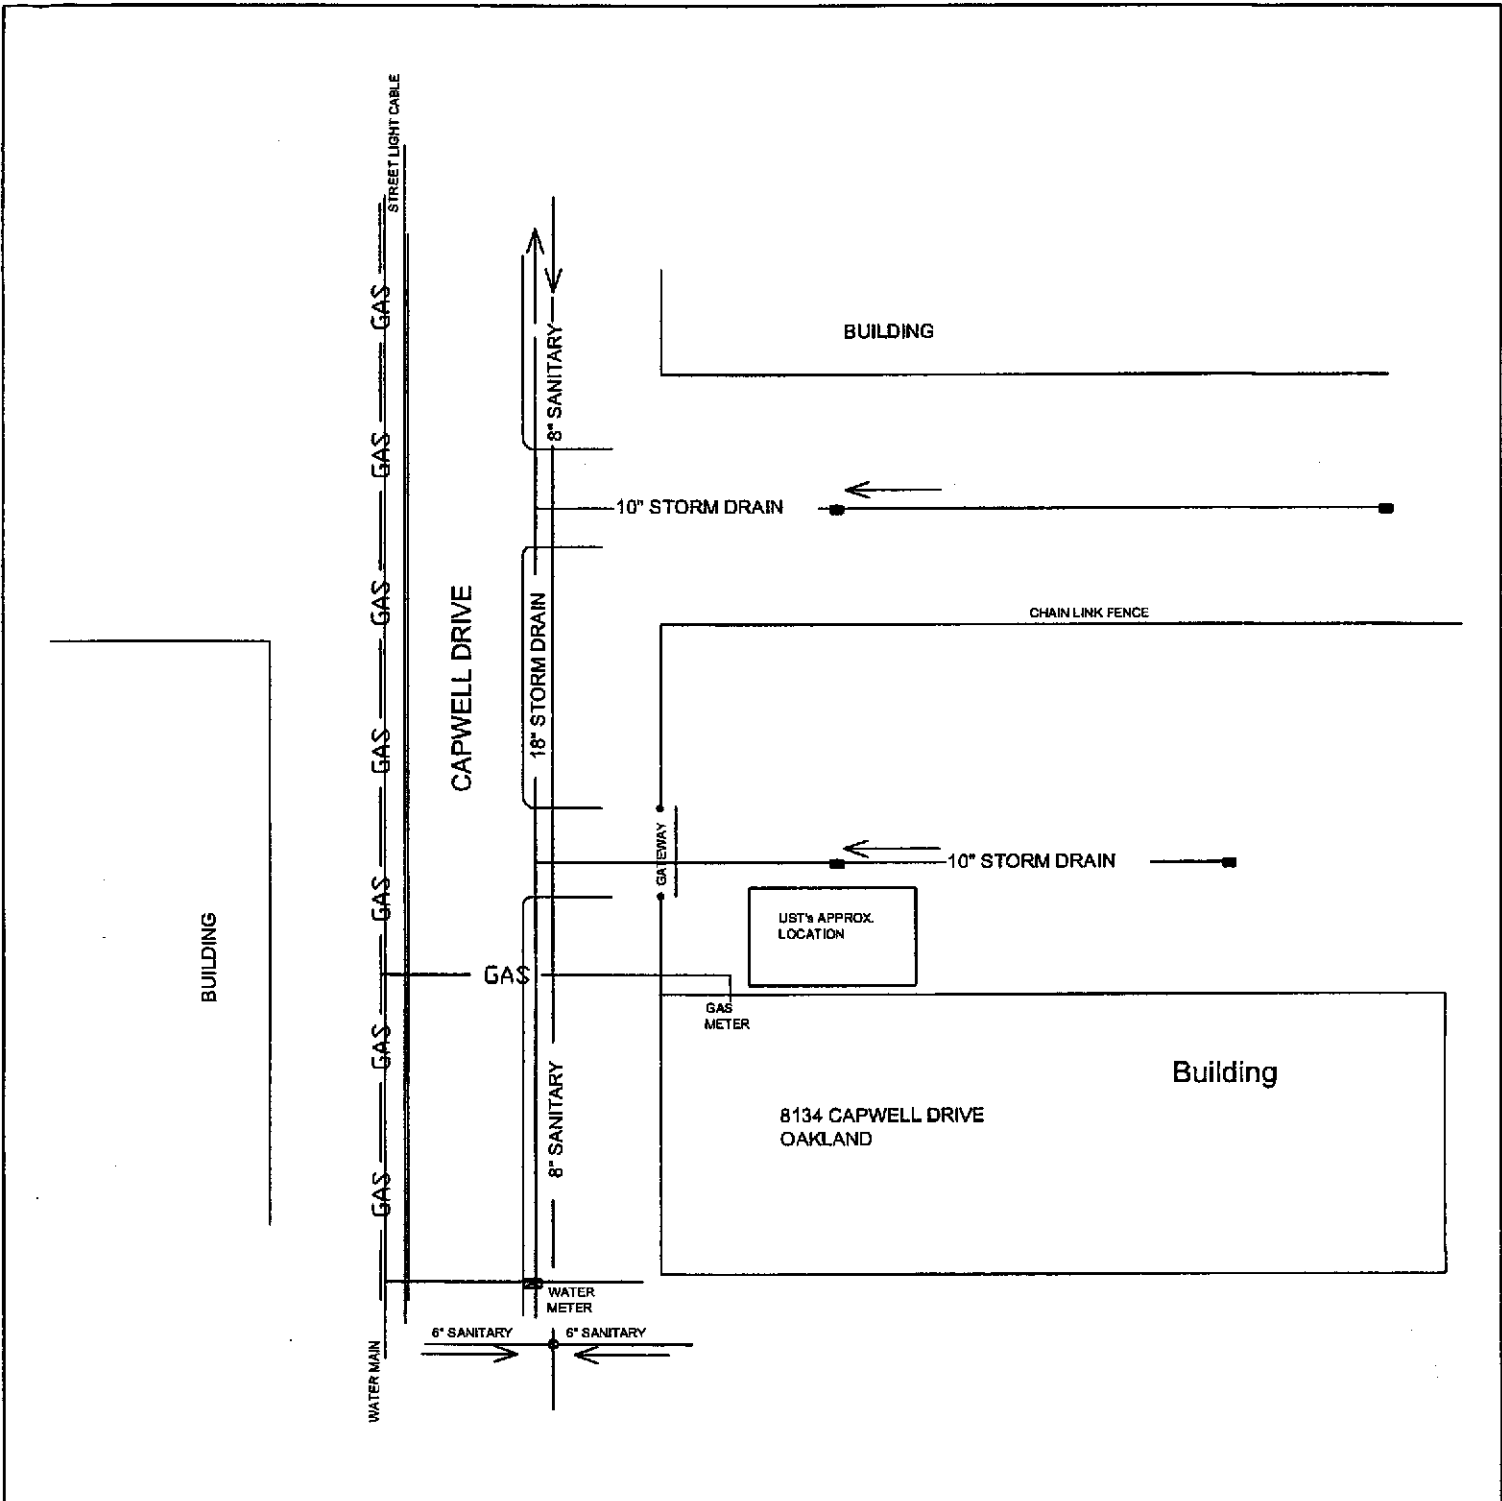 STREET LIGHT CABLE
GAS
8" SANITARY
BUILDING
GAS
10" STORM DRAIN
GAS
CAPWELL DRIVE
18" STORM DRAIN
CHAIN LINK FENCE
GAS
GATEWAY
10" STORM DRAIN
GAS
BUILDING
UST's APPROX.
LOCATION
GAS
GAS
METER
GAS
8" SANITARY
Building
8134 CAPWELL DRIVE
OAKLAND
GAS
WATER
METER
6" SANITARY
6" SANITARY
WATER MAIN